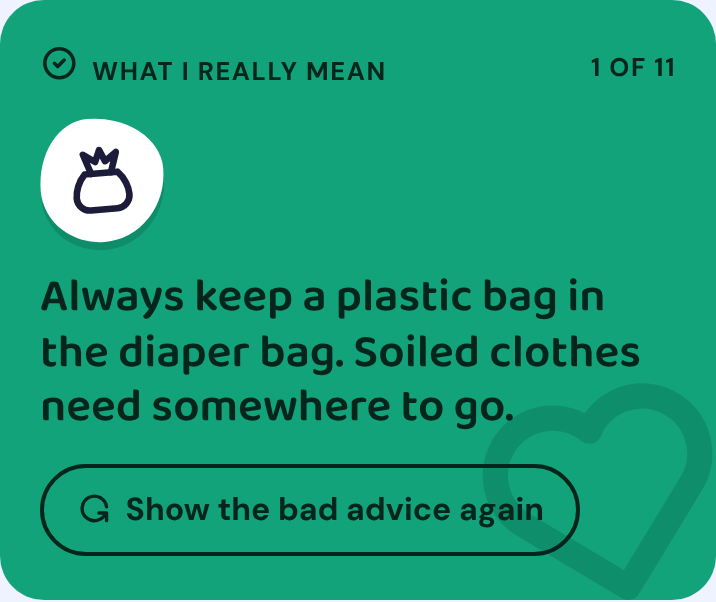 WHAT I REALLY MEAN
1 OF 11
Always keep a plastic bag in
the diaper bag. Soiled clothes
need somewhere to go.
Show the bad advice again